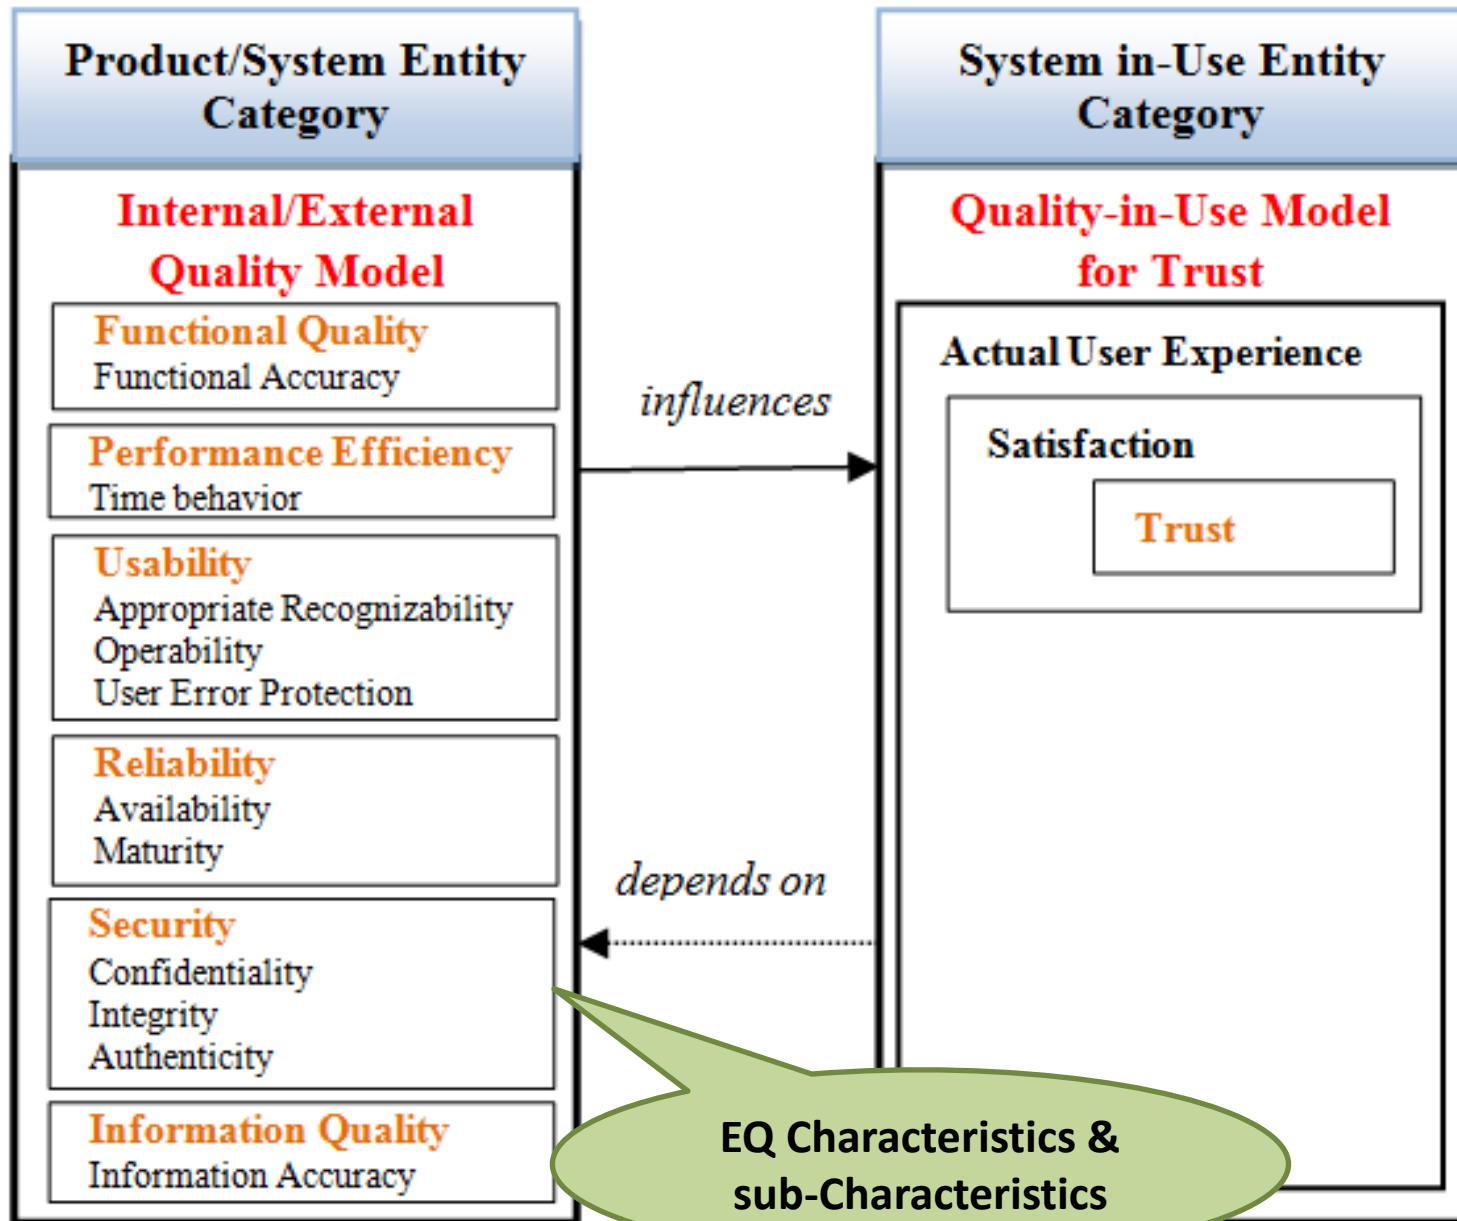 Product/System Entity
Category
Internal/External
Quality Model
Functional Quality
Functional Accuracy
Performance Efficiency
Time behavior
Usability
Appropriate Recognizability
Operability
User Error Protection
Reliability
Availability
Maturity
Security
Confidentiality
Integrity
Authenticity
Information Quality
Information Accuracy
influences
depends on
System in-Use Entity
Category
Quality-in-Use Model
for Trust
Actual User Experience
Satisfaction
Trust
EQ Characteristics &
sub-Characteristics